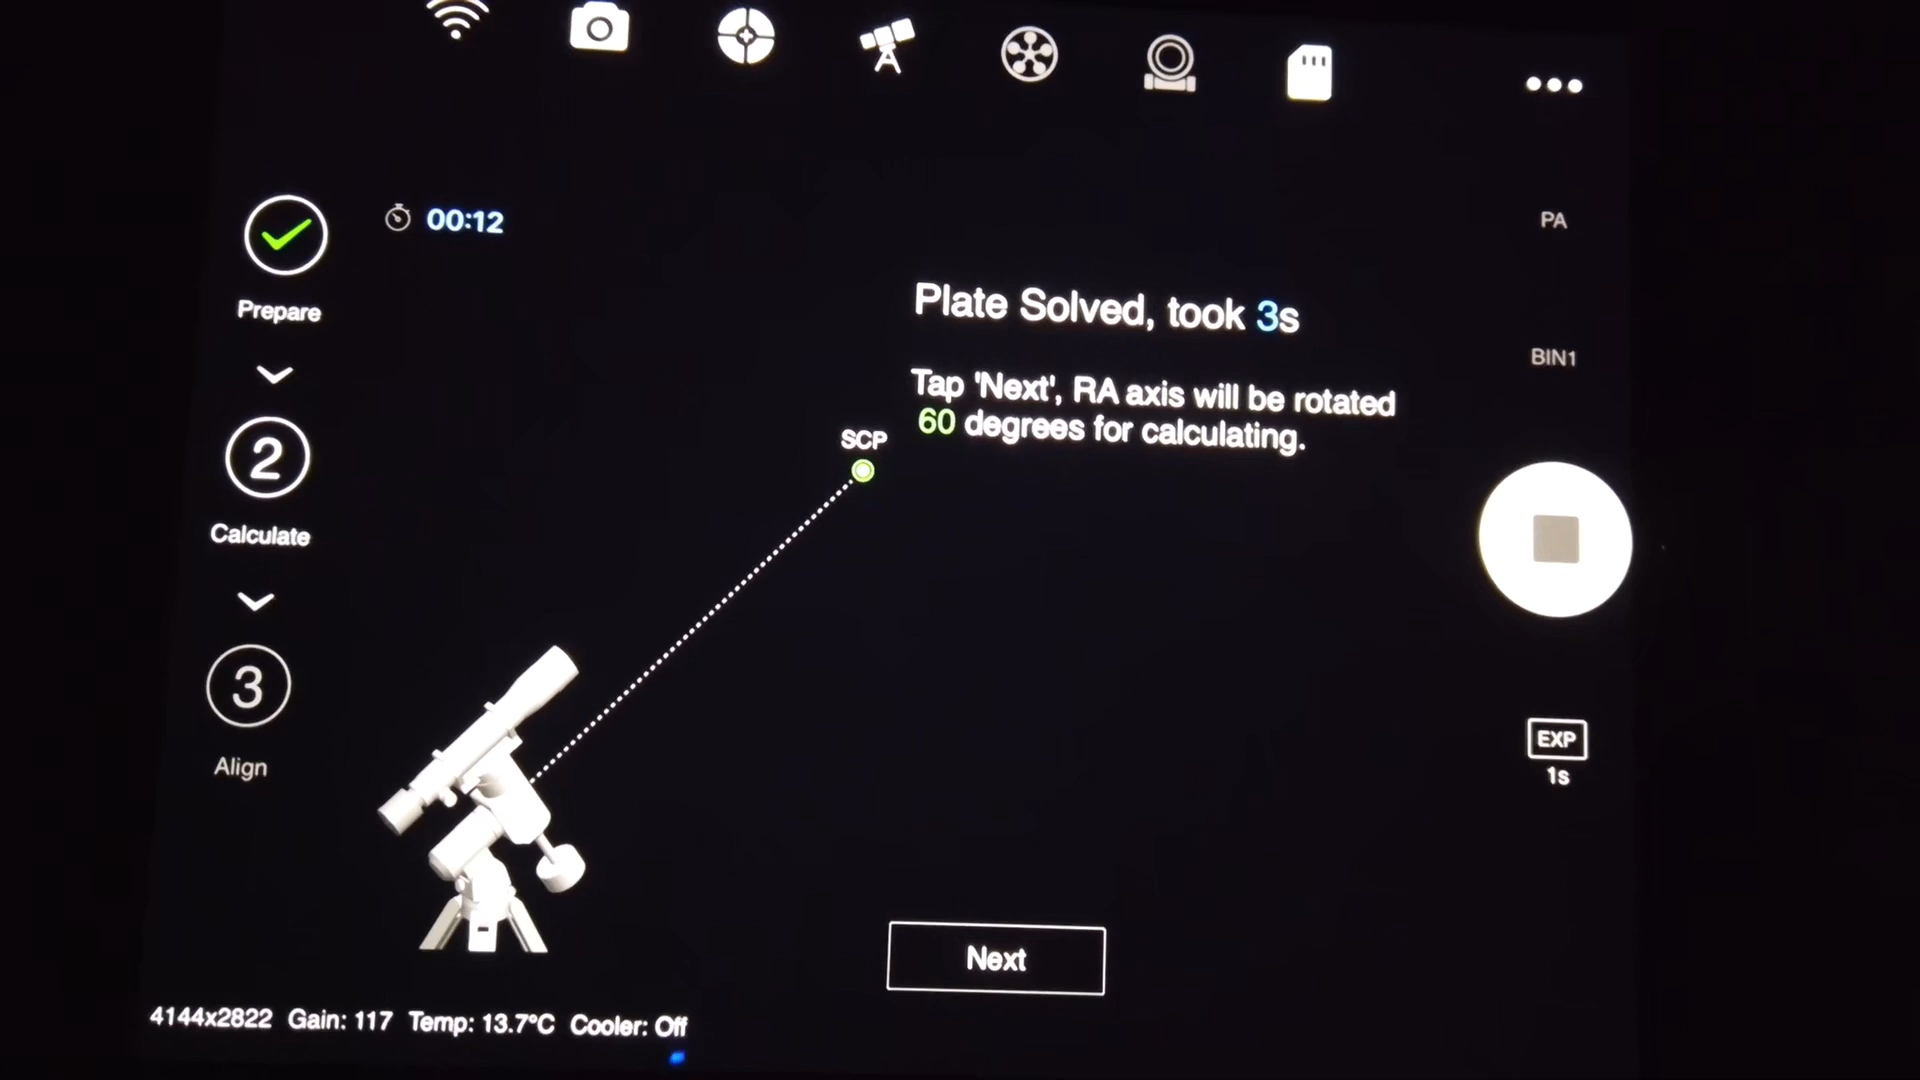 00:12
Prepare
2
Calculate
3
Align
Plate Solved, took 3s
Tap 'Next', RA axis will be rotated
60 degrees for calculating.
SCP
Next
PA
BIN1
EXP
1s
4144x2822 Gain: 117 Temp: 13.7°C Cooler: Off